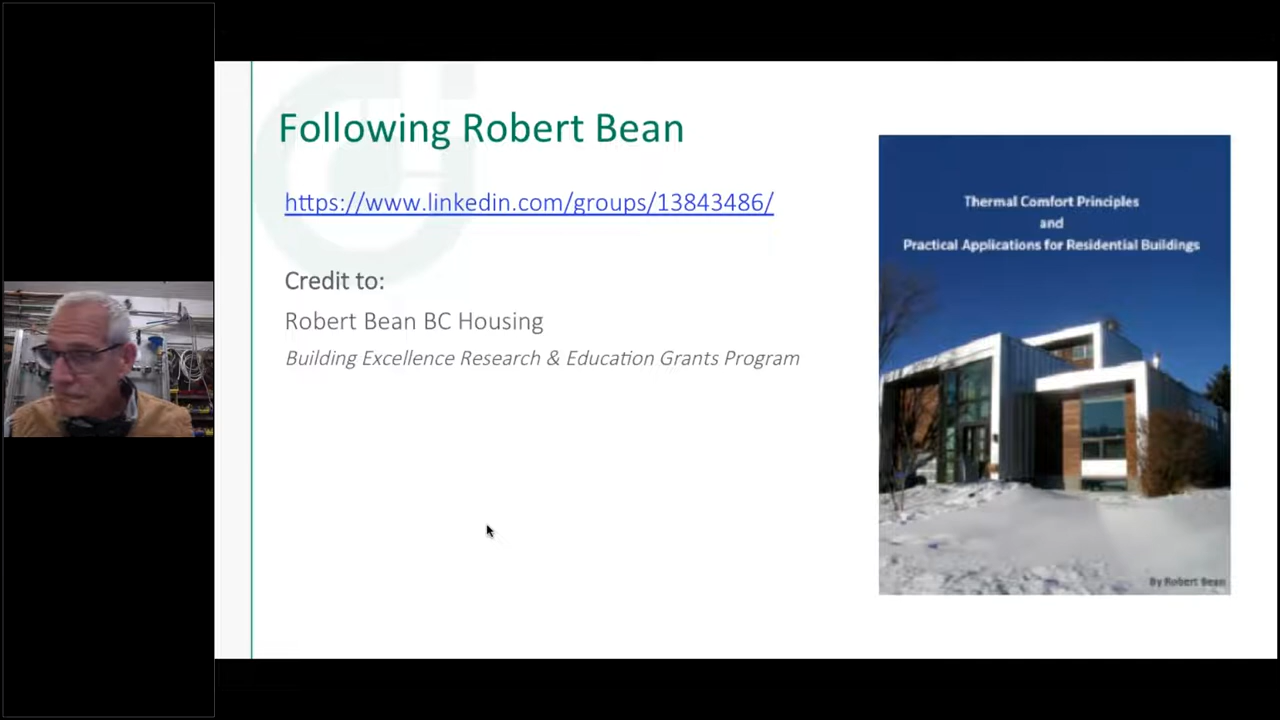 Following Robert Bean
https://www.linkedin.com/groups/13843486/
Credit to:
Robert Bean BC Housing
Building Excellence Research & Education Grants Program
Thermal Comfort Principles
and
Practical Applications for Residential Buildings
By Robert Bean